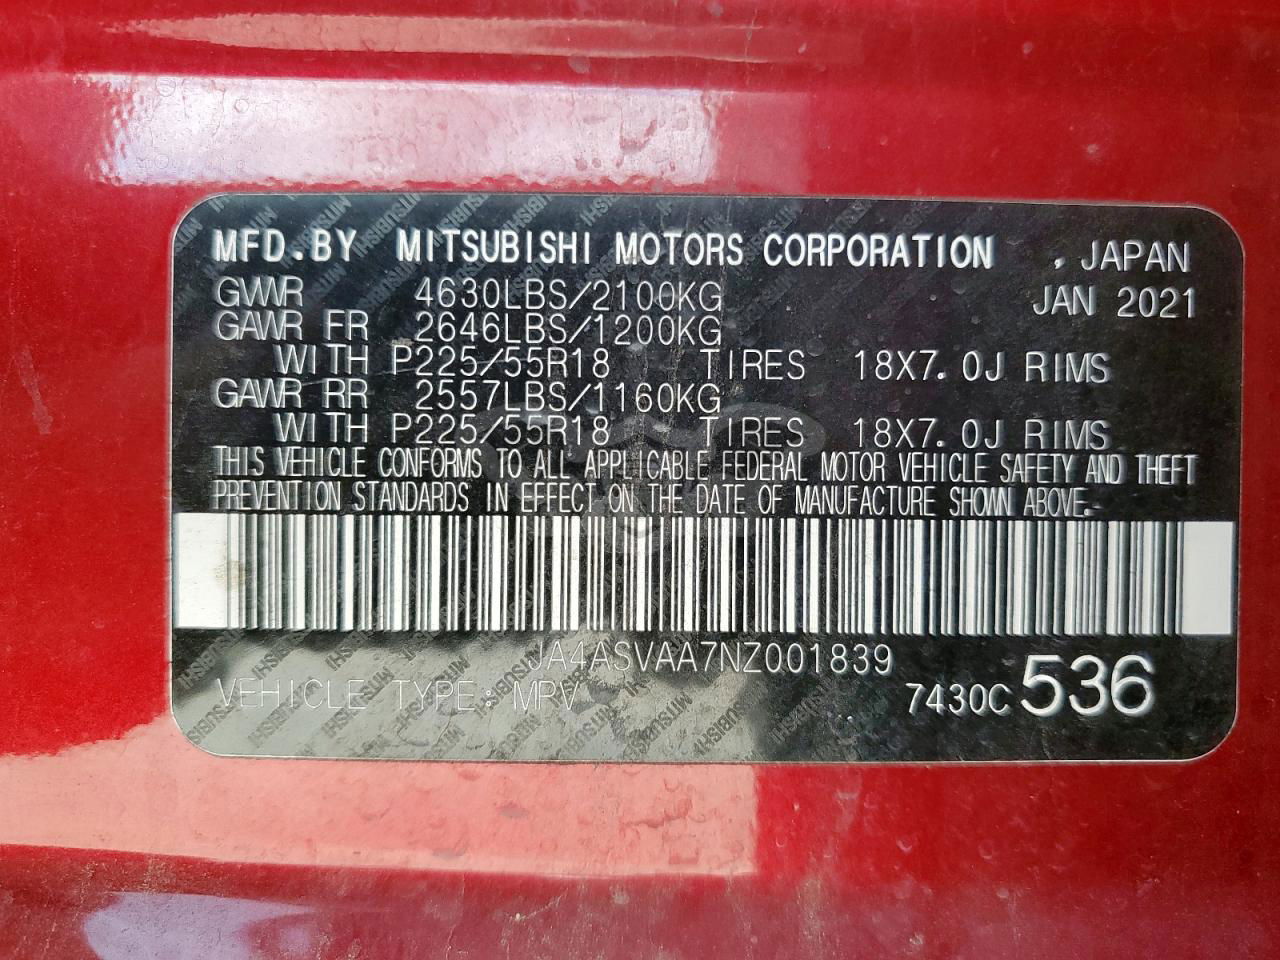 MFD.BY MITSUBISHI MOTORS CORPORATION , JAPAN
GVWR 4630LBS/2100KG JAN 2021
GAWR FR 2646LBS/1200KG
WITH P225/55R18 TIRES 18X7.0J RIMS
GAWR RR 2557LBS/1160KG
WITH P225/55R18 TIRES 18X7.0J RIMS
THIS VEHICLE CONFORMS TO ALL APPLICABLE FEDERAL MOTOR VEHICLE SAFETY AND THEFT
PREVENTION STANDARDS IN EFFECT ON THE DATE OF MANUFACTURE SHOWN ABOVE.
JA4ASVAA7NZ001839
VEHICLE TYPE: MPV 7430C 536